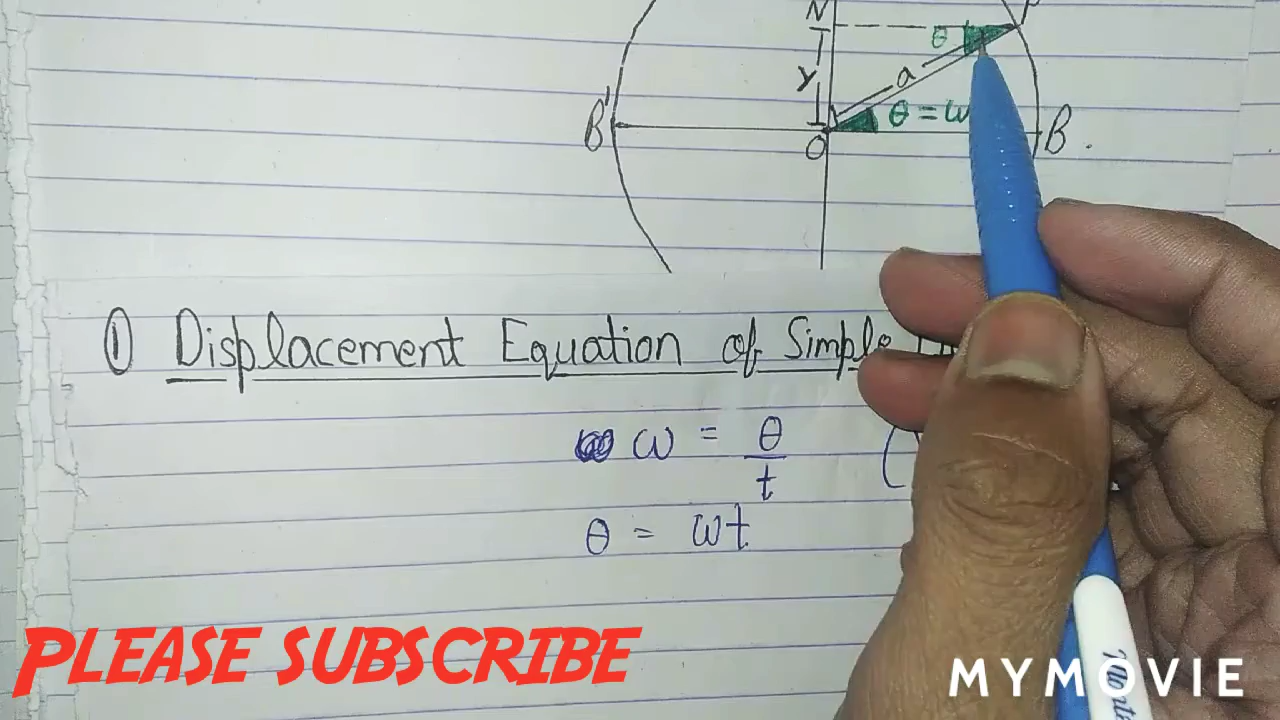 N
θ
a
Y
θ = ω
B'
O
B .
① Displacement Equation of Simple
ω = θ/t
θ = ωt
PLEASE SUBSCRIBE
MYMOVIE